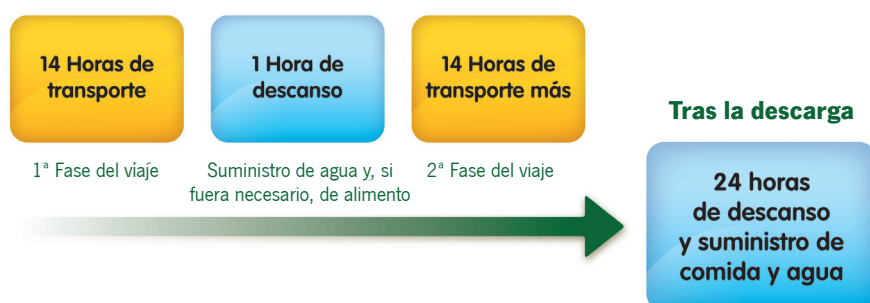 14 Horas de
transporte
1 Hora de
descanso
14 Horas de
transporte más
1ª Fase del viaje
Suministro de agua y, si
fuera necesario, de alimento
2ª Fase del viaje
Tras la descarga
24 horas
de descanso
y suministro de
comida y agua